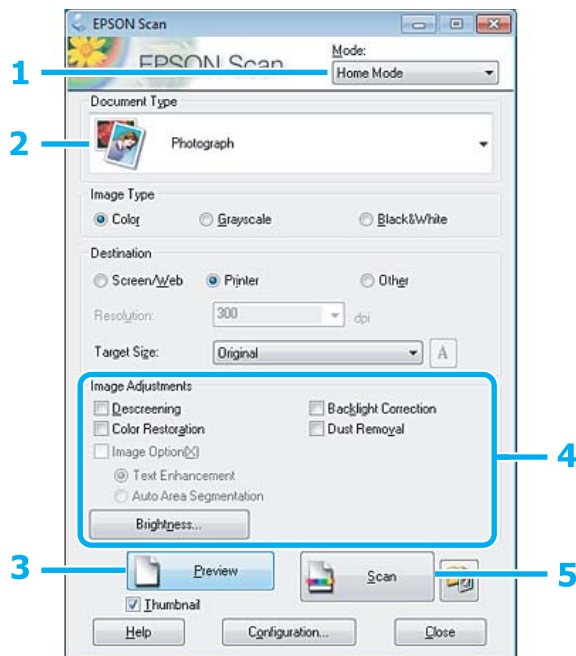 EPSON Scan
EPSON Scan
Mode:
1
Home Mode
Document Type
2
Photograph
Image Type
Color
Grayscale
Black&White
Destination
Screen/Web
Printer
Other
Resolution:
300
dpi
Target Size:
Original
A
Image Adjustments
Descreening
Backlight Correction
Color Restoration
Dust Removal
Image Option(X)
4
Text Enhancement
Auto Area Segmentation
Brightness...
3
Preview
Scan
5
Thumbnail
Help
Configuration...
Close